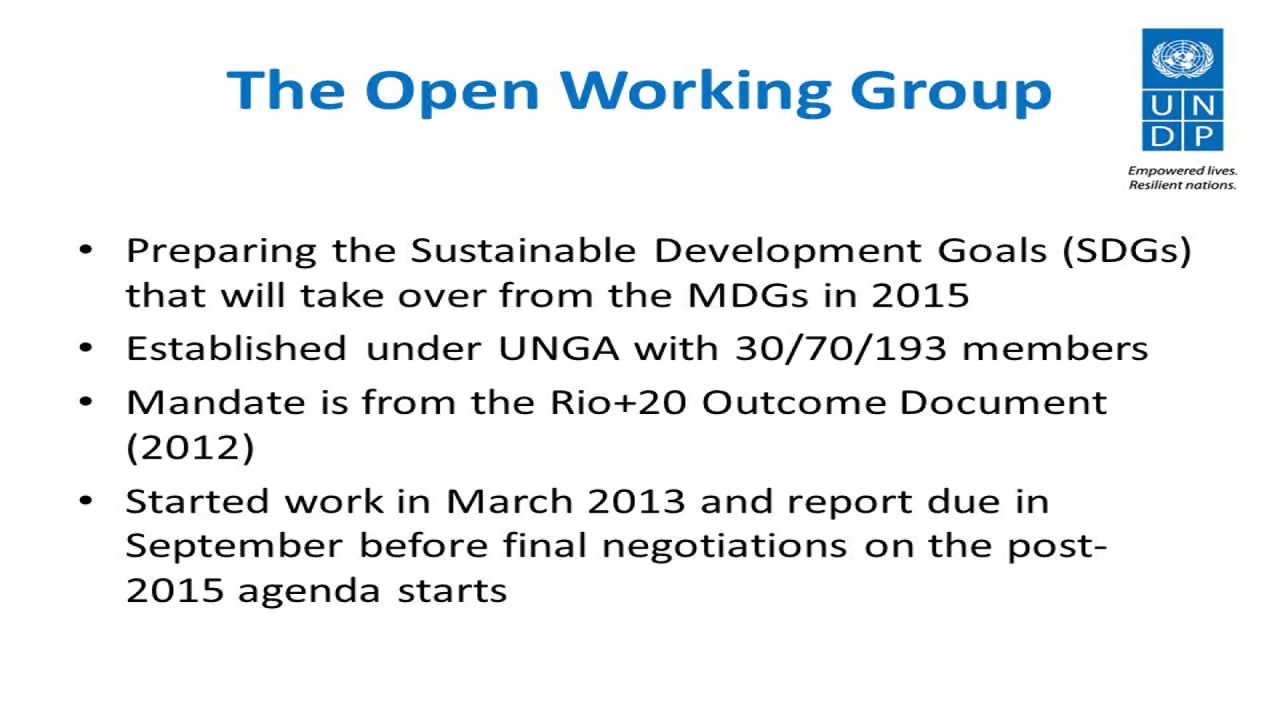 The Open Working Group
UN
DP
Empowered lives.
Resilient nations.
• Preparing the Sustainable Development Goals (SDGs)
that will take over from the MDGs in 2015
• Established under UNGA with 30/70/193 members
• Mandate is from the Rio+20 Outcome Document
(2012)
• Started work in March 2013 and report due in
September before final negotiations on the post-
2015 agenda starts